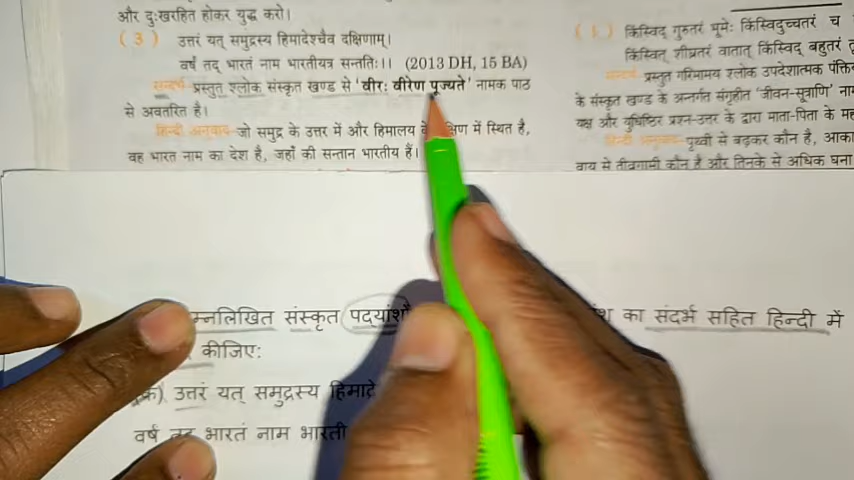 और दुःखरहित होकर युद्ध करो।
(3) उत्तरं यत् समुद्रस्य हिमादेश्चैव दक्षिणाम्।
वर्षं तद् भारतं नाम भारतीयत्र सन्ततिः।। (2013 DH, 15 BA)
सन्दर्भ-प्रस्तुत श्लोक संस्कृत खण्ड से 'वीरः वीरेण पूज्यते' नामक पाठ
से अवतरित है।
हिन्दी अनुवाद-जो समुद्र के उत्तर में और हिमालय के में स्थित है,
वह भारत नाम का देश है, जहाँ की सन्तान भारतीय हैं।
(1) किंस्विद् गुरुतरं भूमेः किंस्विदुच्चतरं च
किंस्वित् शीघ्रतरं वातात् किंस्विद् बहुतरं
सन्दर्भ- प्रस्तुत गरिमामय श्लोक उपदेशात्मक पंक्ति
के संस्कृत खण्ड के अन्तर्गत संगृहीत 'जीवन-सूत्राणि'
यक्ष और युधिष्ठिर प्रश्न-उत्तर के द्वारा माता-पिता के
हिन्दी अनुवाद-पृथ्वी से बढ़कर कौन है,
वायु से तीव्रगामी कौन है और तिनके से अधिक घना
म्नलिखित संस्कृत पद्यांशों का संदर्भ सहित हिन्दी में
कीजिए:
(क) उत्तरं यत् समुद्रस्य
वर्षं तद् भारतं नाम